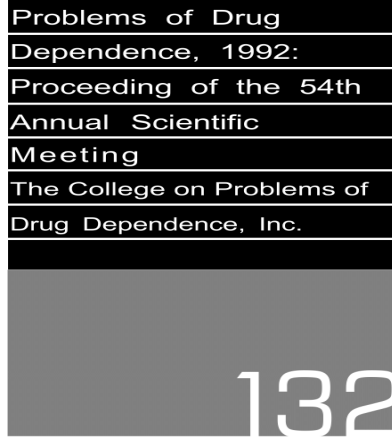 Problems of Drug
Dependence, 1992:
Proceeding of the 54th
Annual Scientific
Meeting
The College on Problems of
Drug Dependence, Inc.
132